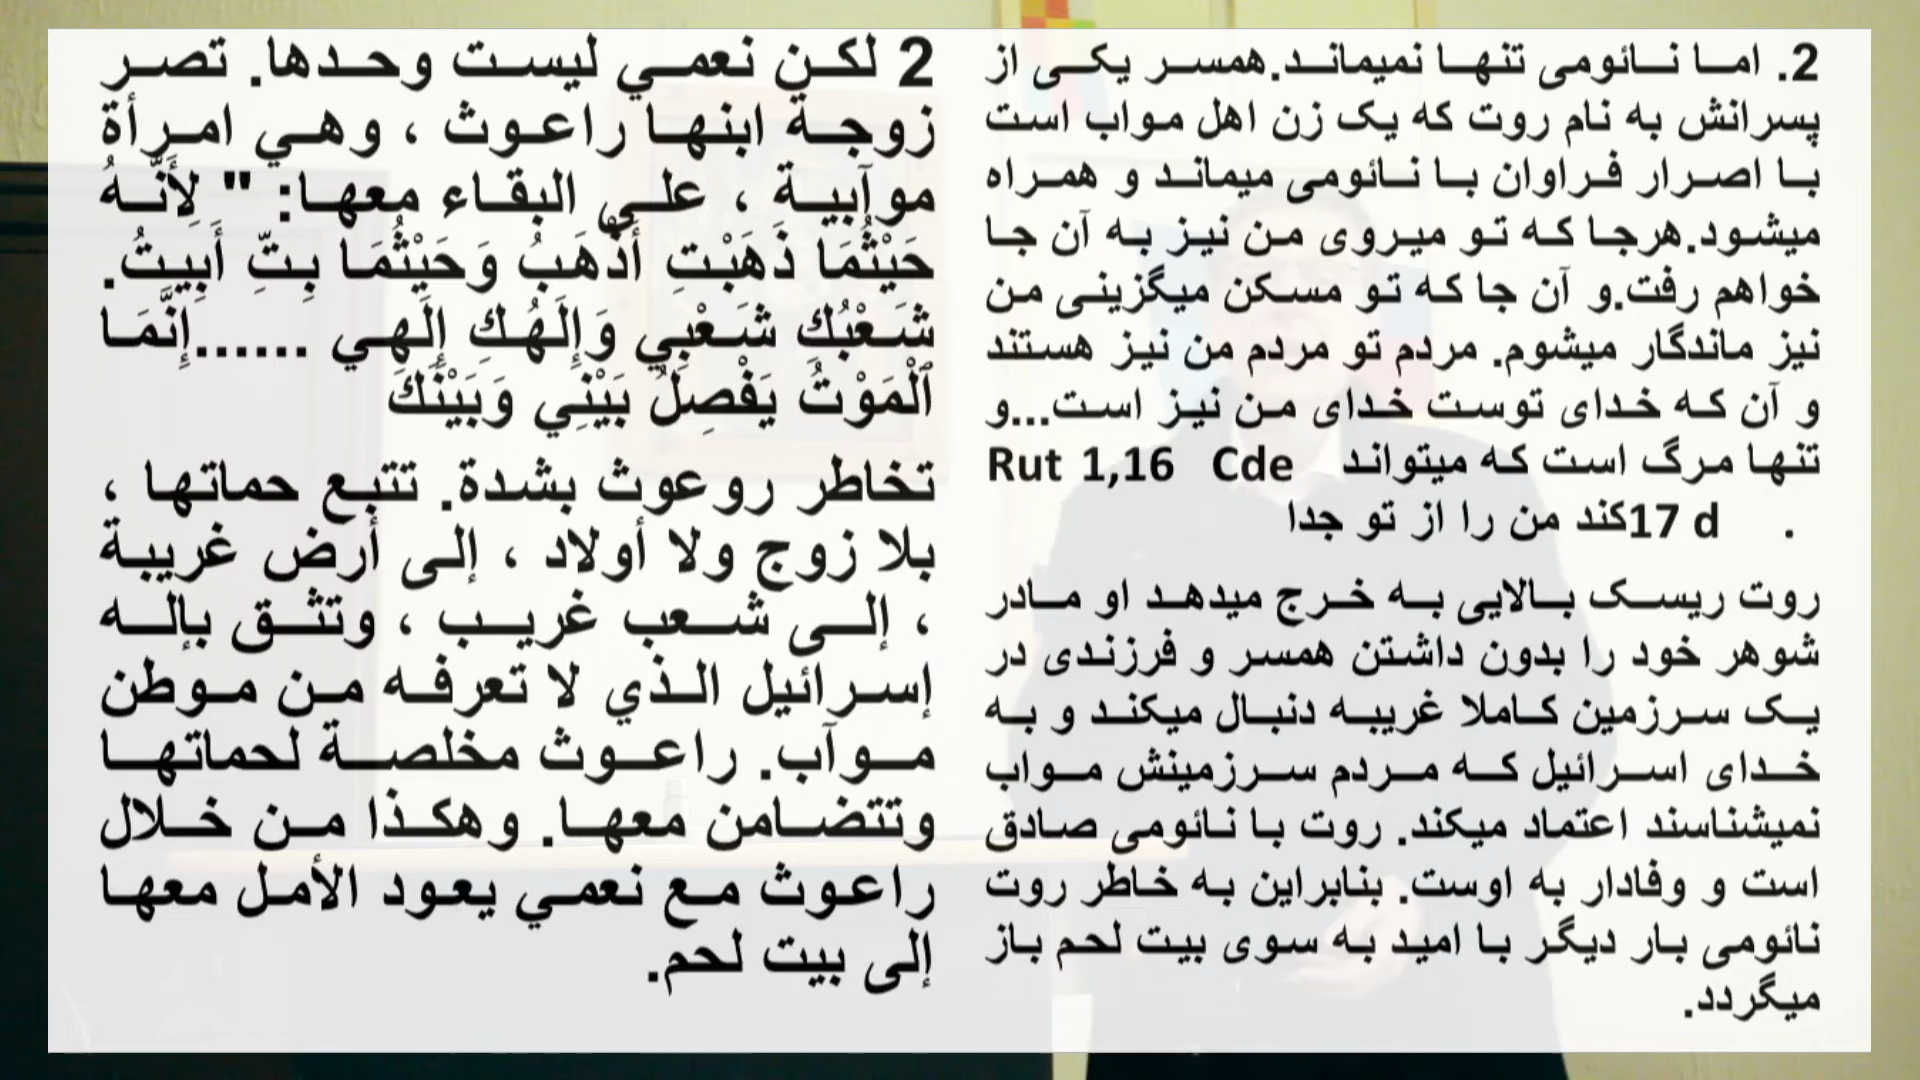 2. اما نائومی تنها نمیماند.همسر یکی از
پسرانش به نام روت که یک زن اهل مواب است
با اصرار فراوان با نائومی میماند و همراه
میشود.هرجا که تو میروی من نیز به آن جا
خواهم رفت.و آن جا که تو مسکن میگزینی من
نیز ماندگار میشوم. مردم تو مردم من نیز هستند
و آن که خدای توست خدای من نیز است...و
تنها مرگ است که میتواند Rut 1,16 Cde
. 17 dکند من را از تو جدا
روت ریسک بالایی به خرج میدهد او مادر
شوهر خود را بدون داشتن همسر و فرزندی در
یک سرزمین کاملا غریبه دنبال میکند و به
خدای اسرائیل که مردم سرزمینش مواب
نمیشناسند اعتماد میکند. روت با نائومی صادق
است و وفادار به اوست. بنابراین به خاطر روت
نائومی بار دیگر با امید به سوی بیت لحم باز
میگردد.
2 لكن نعمي ليست وحدها. تصر
زوجة ابنها راعوث ، وهي امرأة
موآبية ، على البقاء معها: " لِأَنَّهُ
حَيْثُمَا ذَهَبْتِ أَذْهَبُ وَحَيْثُمَا بِتِّ أَبِيتُ.
شَعْبُكِ شَعْبِي وَإِلَهُكِ إِلَهِي ......إِنَّمَا
ٱلْمَوْتُ يَفْصِلُ بَيْنِي وَبَيْنَكَ
تخاطر روعوث بشدة. تتبع حماتها ،
بلا زوج ولا أولاد ، إلى أرض غريبة
، إلى شعب غريب ، وتثق بإله
إسرائيل الذي لا تعرفه من موطن
موآب. راعوث مخلصة لحماتها
وتتضامن معها. وهكذا من خلال
راعوث مع نعمي يعود الأمل معها
إلى بيت لحم.